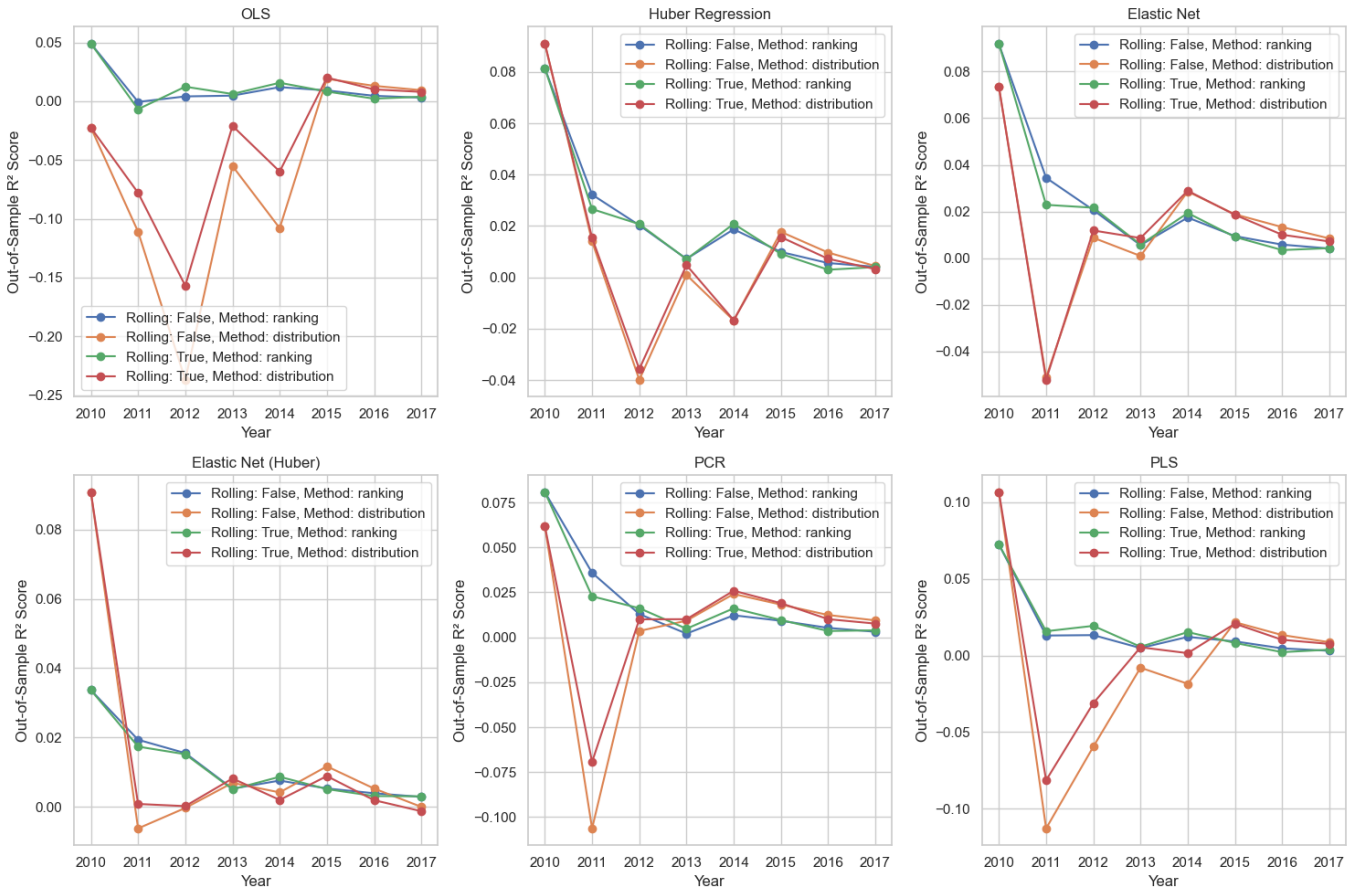 OLS
Out-of-Sample R² Score
0.05
0.00
−0.05
−0.10
−0.15
−0.20
−0.25
Rolling: False, Method: ranking
Rolling: False, Method: distribution
Rolling: True, Method: ranking
Rolling: True, Method: distribution
2010 2011 2012 2013 2014 2015 2016 2017
Year
Huber Regression
Out-of-Sample R² Score
0.08
0.06
0.04
0.02
0.00
−0.02
−0.04
Rolling: False, Method: ranking
Rolling: False, Method: distribution
Rolling: True, Method: ranking
Rolling: True, Method: distribution
2010 2011 2012 2013 2014 2015 2016 2017
Year
Elastic Net
Out-of-Sample R² Score
0.08
0.06
0.04
0.02
0.00
−0.02
−0.04
Rolling: False, Method: ranking
Rolling: False, Method: distribution
Rolling: True, Method: ranking
Rolling: True, Method: distribution
2010 2011 2012 2013 2014 2015 2016 2017
Year
Elastic Net (Huber)
Out-of-Sample R² Score
0.08
0.06
0.04
0.02
0.00
Rolling: False, Method: ranking
Rolling: False, Method: distribution
Rolling: True, Method: ranking
Rolling: True, Method: distribution
2010 2011 2012 2013 2014 2015 2016 2017
Year
PCR
Out-of-Sample R² Score
0.075
0.050
0.025
0.000
−0.025
−0.050
−0.075
−0.100
Rolling: False, Method: ranking
Rolling: False, Method: distribution
Rolling: True, Method: ranking
Rolling: True, Method: distribution
2010 2011 2012 2013 2014 2015 2016 2017
Year
PLS
Out-of-Sample R² Score
0.10
0.05
0.00
−0.05
−0.10
Rolling: False, Method: ranking
Rolling: False, Method: distribution
Rolling: True, Method: ranking
Rolling: True, Method: distribution
2010 2011 2012 2013 2014 2015 2016 2017
Year